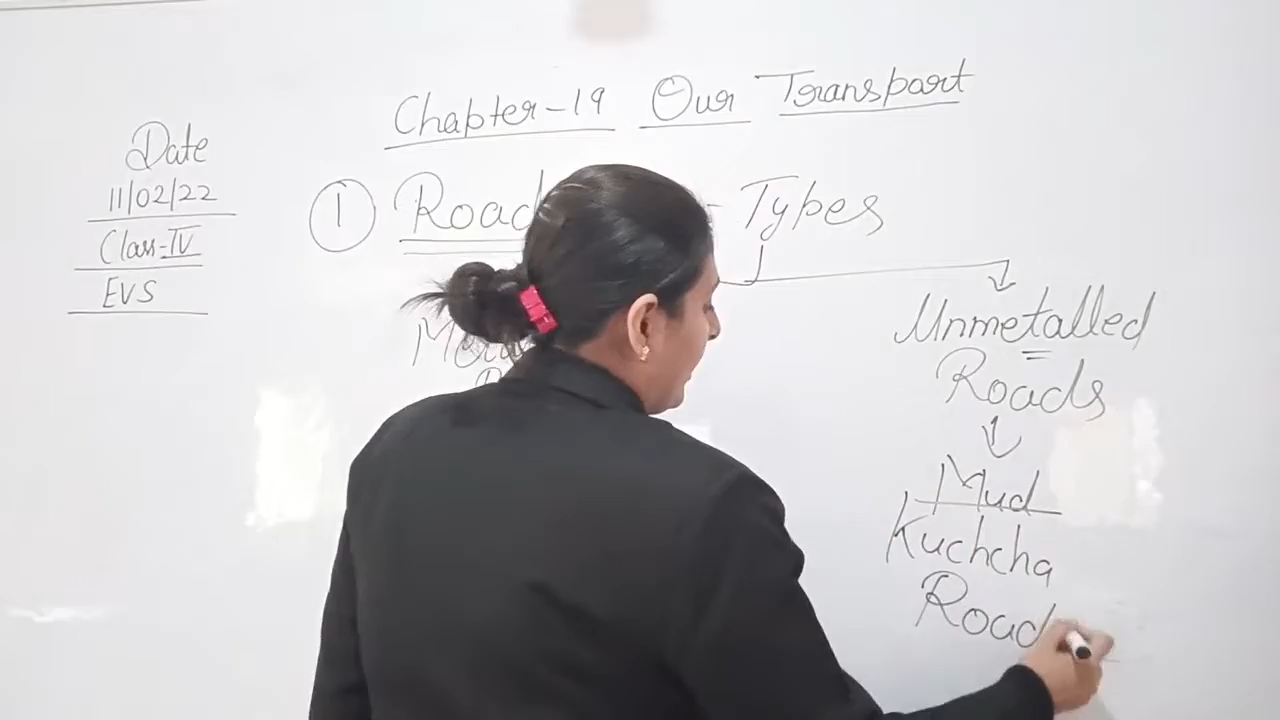 Chapter-19 Our Transport
Date
11/02/22
Class-IV
EVS
1 Road Types
Unmetalled
Roads
Mud
Kuchcha
Road